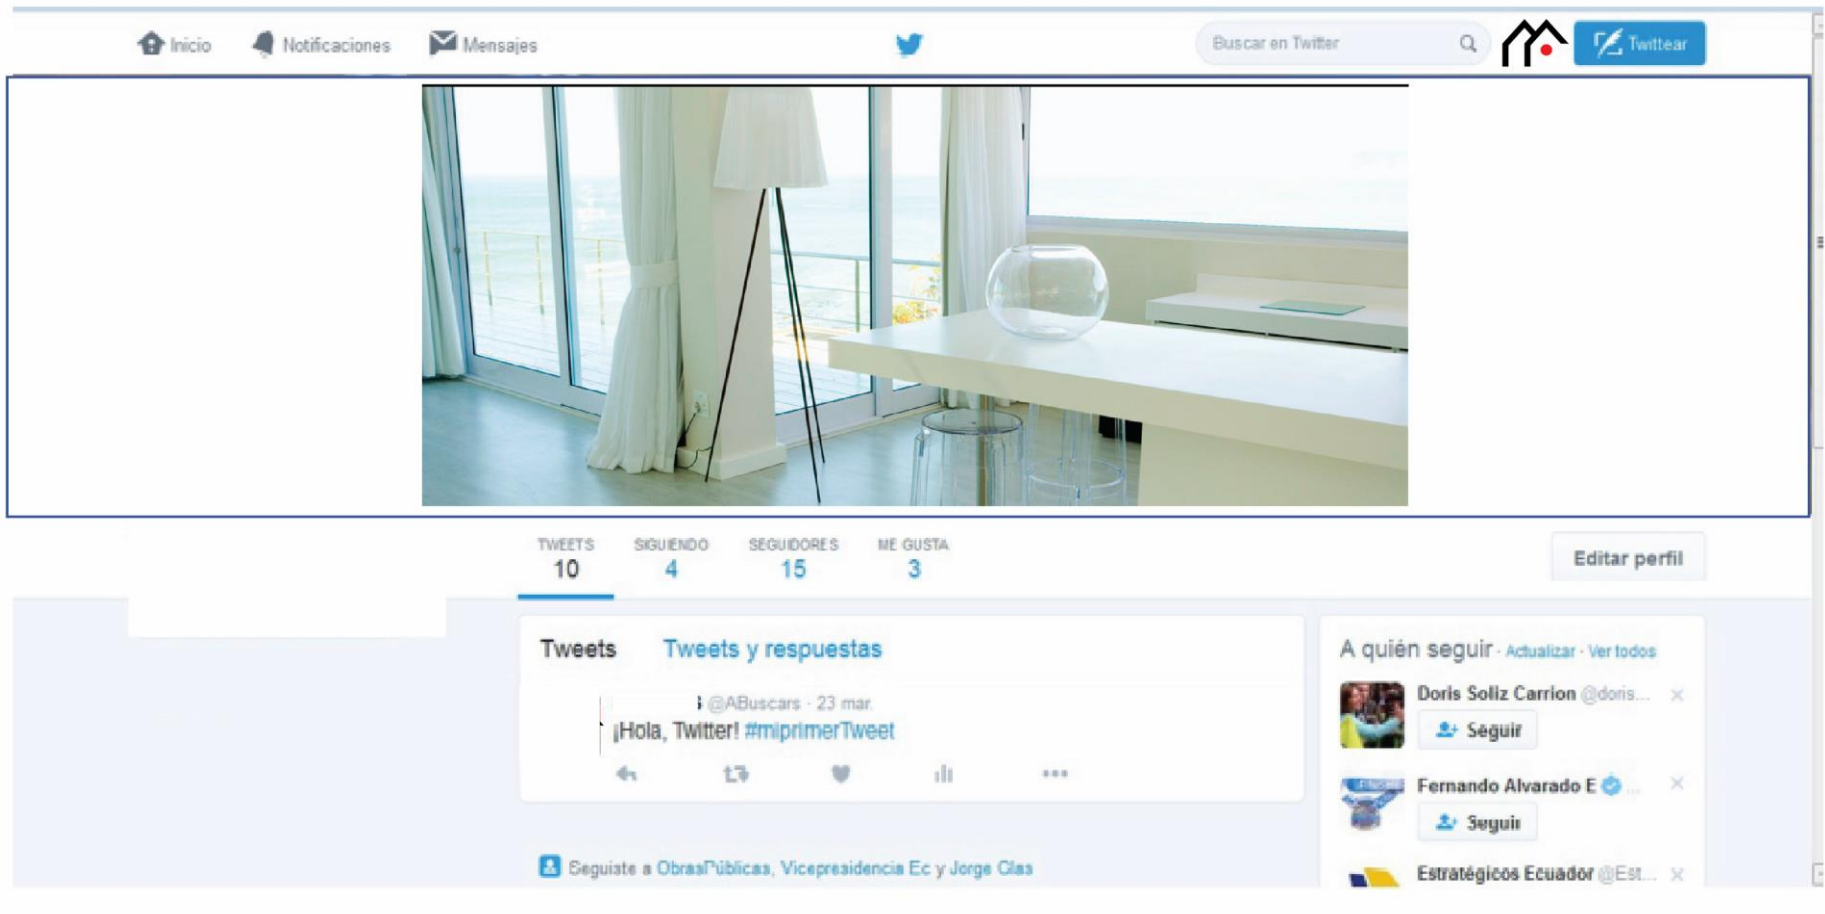 Inicio Notificaciones Mensajes Buscar en Twitter Twittear
TWEETS SIGUIENDO SEGUIDORES ME GUSTA
10 4 15 3
Editar perfil
Tweets Tweets y respuestas
@ABuscars · 23 mar.
¡Hola, Twitter! #miprimerTweet
Seguiste a ObrasPúblicas, Vicepresidencia Ec y Jorge Glas
A quién seguir · Actualizar · Ver todos
Doris Soliz Carrion @doris...
Seguir
Fernando Alvarado E ...
Seguir
Estratégicos Ecuador @Est...